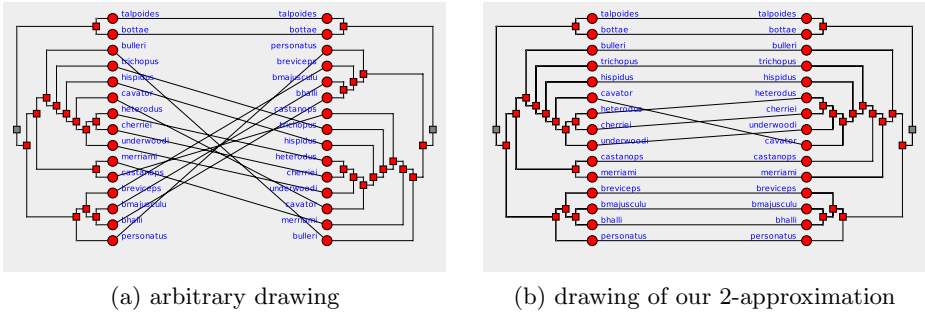 talpoides talpoides talpoides talpoides
bottae bottae bottae bottae
bulleri personatus bulleri bulleri
trichopus breviceps trichopus trichopus
hispidus bmajusculu hispidus hispidus
cavator bhalli cavator heterodus
heterodus castanops heterodus cherriei
cherriei trichopus cherriei underwoodi
underwoodi hispidus underwoodi cavator
merriami heterodus castanops castanops
castanops cherriei merriami merriami
breviceps underwoodi breviceps breviceps
bmajusculu cavator bmajusculu bmajusculu
bhalli merriami bhalli bhalli
personatus bulleri personatus personatus
(a) arbitrary drawing (b) drawing of our 2-approximation